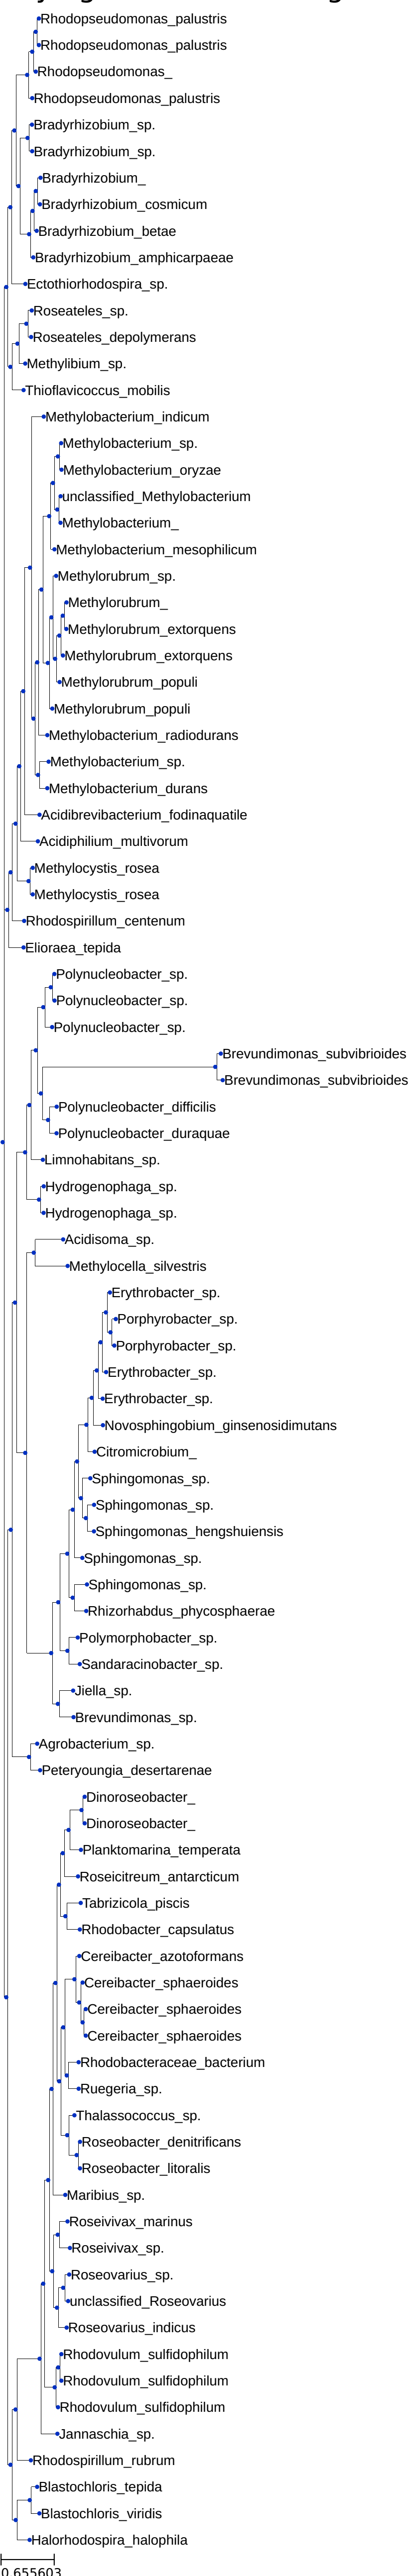 Rhodopseudomonas_palustris
Rhodopseudomonas_palustris
Rhodopseudomonas_
Rhodopseudomonas_palustris
Bradyrhizobium_sp.
Bradyrhizobium_sp.
Bradyrhizobium_
Bradyrhizobium_cosmicum
Bradyrhizobium_betae
Bradyrhizobium_amphicarpaeae
Ectothiorhodospira_sp.
Roseateles_sp.
Roseateles_depolymerans
Methylibium_sp.
Thioflavicoccus_mobilis
Methylobacterium_indicum
Methylobacterium_sp.
Methylobacterium_oryzae
unclassified_Methylobacterium
Methylobacterium_
Methylobacterium_mesophilicum
Methylorubrum_sp.
Methylorubrum_
Methylorubrum_extorquens
Methylorubrum_extorquens
Methylorubrum_populi
Methylorubrum_populi
Methylobacterium_radiodurans
Methylobacterium_sp.
Methylobacterium_durans
Acidibrevibacterium_fodinaquatile
Acidiphilium_multivorum
Methylocystis_rosea
Methylocystis_rosea
Rhodospirillum_centenum
Elioraea_tepida
Polynucleobacter_sp.
Polynucleobacter_sp.
Polynucleobacter_sp.
Brevundimonas_subvibrioides
Brevundimonas_subvibrioides
Polynucleobacter_difficilis
Polynucleobacter_duraquae
Limnohabitans_sp.
Hydrogenophaga_sp.
Hydrogenophaga_sp.
Acidisoma_sp.
Methylocella_silvestris
Erythrobacter_sp.
Porphyrobacter_sp.
Porphyrobacter_sp.
Erythrobacter_sp.
Erythrobacter_sp.
Novosphingobium_ginsenosidimutans
Citromicrobium_
Sphingomonas_sp.
Sphingomonas_sp.
Sphingomonas_hengshuiensis
Sphingomonas_sp.
Sphingomonas_sp.
Rhizorhabdus_phycosphaerae
Polymorphobacter_sp.
Sandaracinobacter_sp.
Jiella_sp.
Brevundimonas_sp.
Agrobacterium_sp.
Peteryoungia_desertarenae
Dinoroseobacter_
Dinoroseobacter_
Planktomarina_temperata
Roseicitreum_antarcticum
Tabrizicola_piscis
Rhodobacter_capsulatus
Cereibacter_azotoformans
Cereibacter_sphaeroides
Cereibacter_sphaeroides
Cereibacter_sphaeroides
Rhodobacteraceae_bacterium
Ruegeria_sp.
Thalassococcus_sp.
Roseobacter_denitrificans
Roseobacter_litoralis
Maribius_sp.
Roseivivax_marinus
Roseivivax_sp.
Roseovarius_sp.
unclassified_Roseovarius
Roseovarius_indicus
Rhodovulum_sulfidophilum
Rhodovulum_sulfidophilum
Rhodovulum_sulfidophilum
Jannaschia_sp.
Rhodospirillum_rubrum
Blastochloris_tepida
Blastochloris_viridis
Halorhodospira_halophila
0.655603